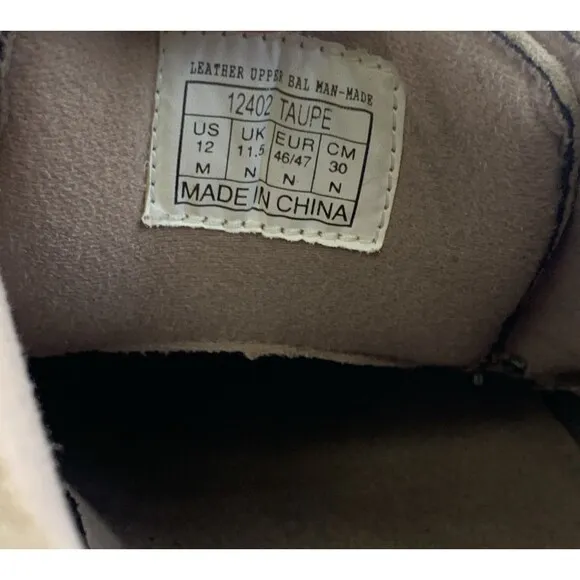 LEATHER UPPER BAL MAN-MADE
12402 TAUPE
US UK EUR CM
12 11.5 46/47 30
M N N N
MADE IN CHINA